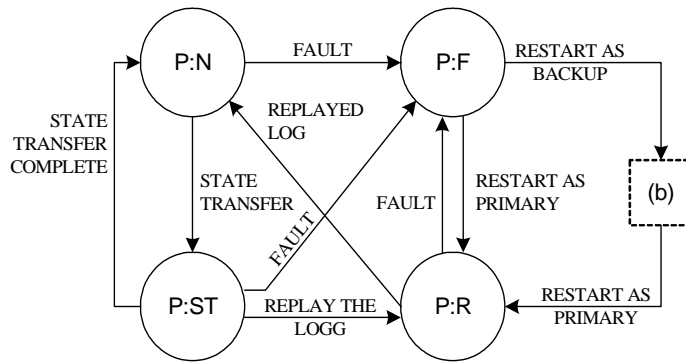 P:N
FAULT
P:F
RESTART AS
BACKUP
STATE
TRANSFER
COMPLETE
REPLAYED
LOG
STATE
TRANSFER
FAULT
FAULT
RESTART AS
PRIMARY
(b)
P:ST
REPLAY THE
LOGG
P:R
RESTART AS
PRIMARY